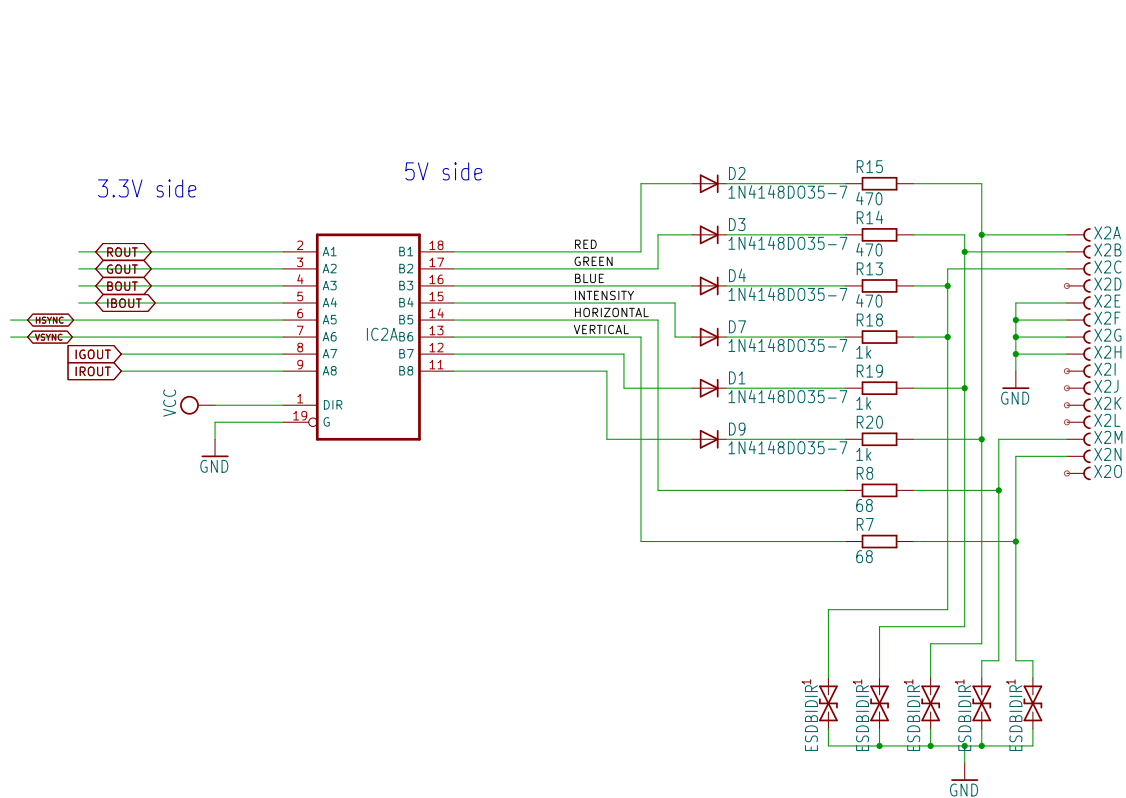 3.3V side
5V side
ROUT
GOUT
BOUT
IBOUT
HSYNC
VSYNC
IGOUT
IROUT
VCC
GND
2 A1 B1 18
3 A2 B2 17
4 A3 B3 16
5 A4 B4 15
6 A5 B5 14
7 A6 B6 13
8 A7 B7 12
9 A8 B8 11
1 DIR
19 G
IC2A
RED
GREEN
BLUE
INTENSITY
HORIZONTAL
VERTICAL
D2
1N4148DO35-7
R15
470
D3
1N4148DO35-7
R14
470
D4
1N4148DO35-7
R13
470
D7
1N4148DO35-7
R18
1k
D1
1N4148DO35-7
R19
1k
D9
1N4148DO35-7
R20
1k
R8
68
R7
68
X2A
X2B
X2C
X2D
X2E
X2F
X2G
X2H
X2I
X2J
X2K
X2L
X2M
X2N
X2O
GND
ESDBIDIR 1
ESDBIDIR 1
ESDBIDIR 1
ESDBIDIR 1
ESDBIDIR 1
GND